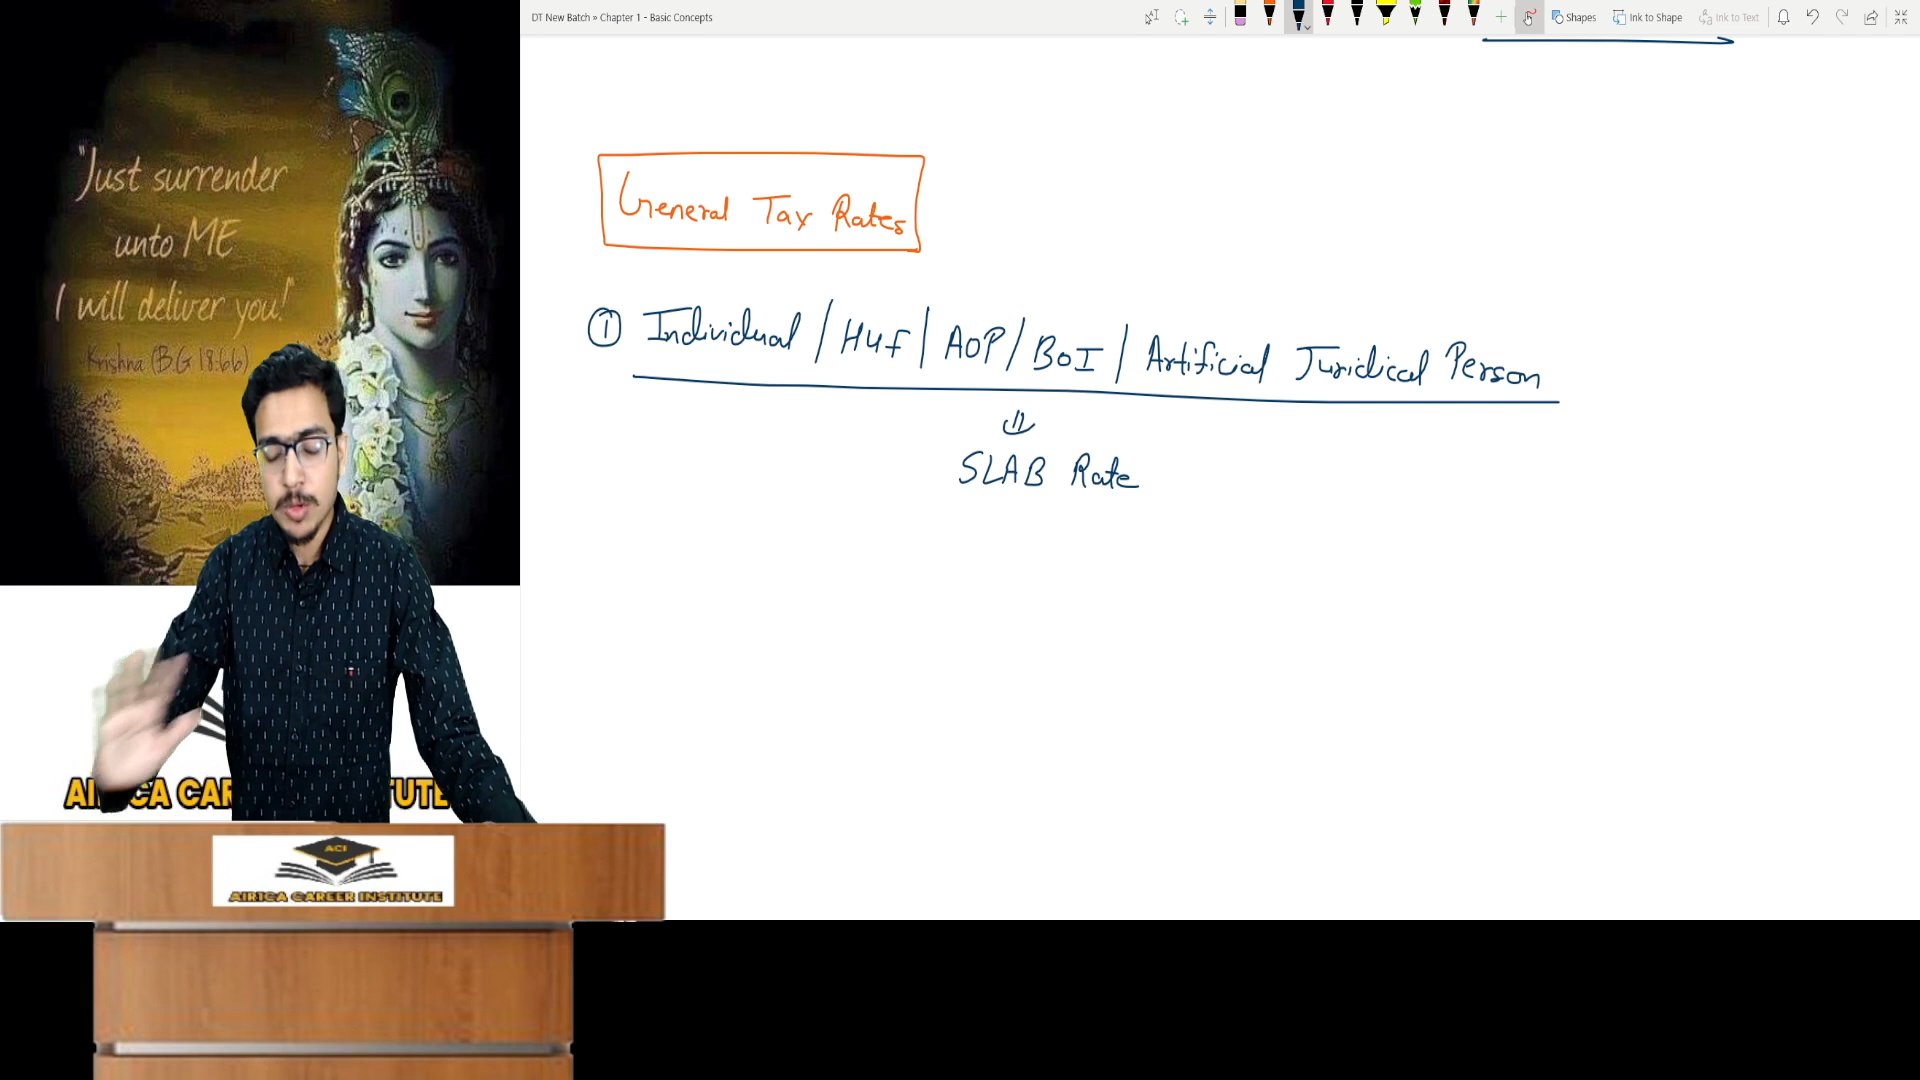 DT New Batch » Chapter 1 - Basic Concepts
Shapes
Ink to Shape
Ink to Text
"Just surrender
unto ME
I will deliver you!"
- Krishna (B.G 18:66)
General Tax Rates
① Individual / HUF / AOP / BOI / Artificial Juridical Person
⇓
SLAB Rate
ACI
AIRICA CAREER INSTITUTE